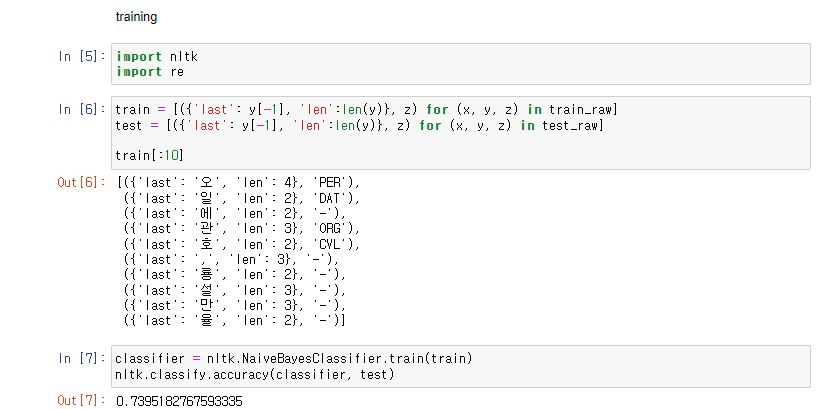 training
In [5]: import nltk
import re
In [6]: train = [({'last': y[-1], 'len':len(y)}, z) for (x, y, z) in train_raw]
test = [({'last': y[-1], 'len':len(y)}, z) for (x, y, z) in test_raw]
train[:10]
Out[6]: [({'last': '오', 'len': 4}, 'PER'),
({'last': '일', 'len': 2}, 'DAT'),
({'last': '에', 'len': 2}, '-'),
({'last': '관', 'len': 3}, 'ORG'),
({'last': '호', 'len': 2}, 'CVL'),
({'last': ',', 'len': 3}, '-'),
({'last': '룡', 'len': 2}, '-'),
({'last': '설', 'len': 3}, '-'),
({'last': '만', 'len': 3}, '-'),
({'last': '율', 'len': 2}, '-')]
In [7]: classifier = nltk.NaiveBayesClassifier.train(train)
nltk.classify.accuracy(classifier, test)
Out[7]: 0.7395182767593335